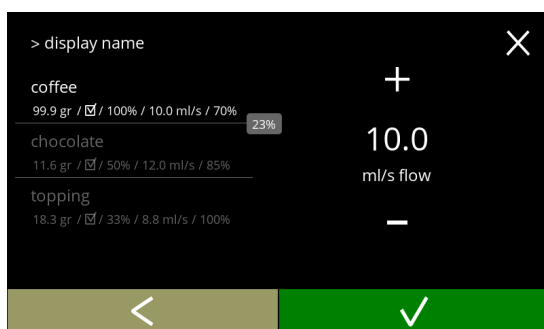 > display name
coffee
99.9 gr / ☑ / 100% / 10.0 ml/s / 70%
23%
chocolate
11.6 gr / ☑ / 50% / 12.0 ml/s / 85%
topping
18.3 gr / ☑ / 33% / 8.8 ml/s / 100%
+
10.0
ml/s flow
−